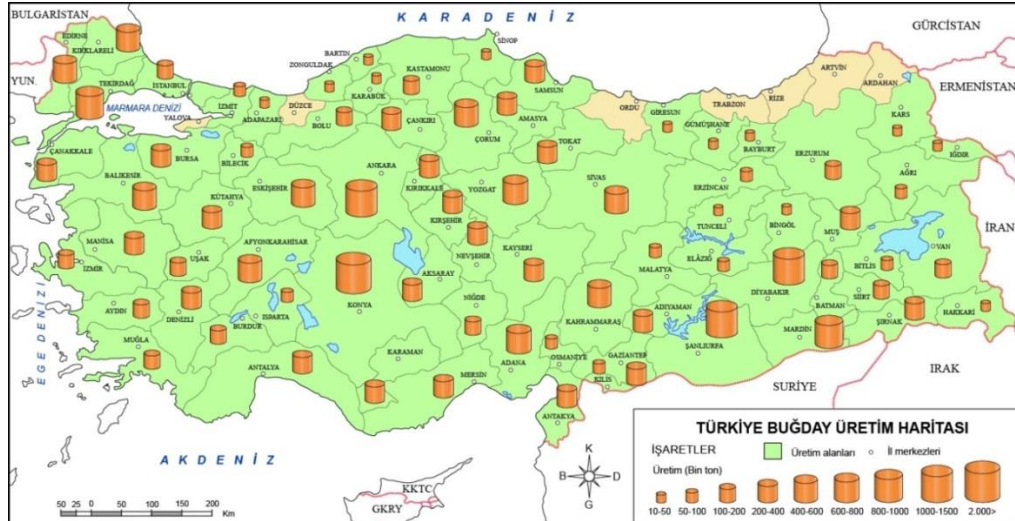 BULGARİSTAN
KARADENİZ
GÜRCİSTAN
EDİRNE
KIRKLARELİ
SİNOP
BARTIN
ZONGULDAK
KASTAMONU
ARTVİN
ARDAHAN
ERMENİSTAN
YUN.
TEKİRDAĞ
İSTANBUL
KARABÜK
SAMSUN
MARMARA DENİZİ
İZMİT
ADAPAZARI
DÜZCE
BOLU
ÇANKIRI
AMASYA
ORDU
GİRESUN
TRABZON
RİZE
KARS
YALOVA
ÇORUM
TOKAT
GÜMÜŞHANE
BAYBURT
ERZURUM
IĞDIR
ÇANAKKALE
BURSA
BİLECİK
ANKARA
BALIKESİR
ESKİŞEHİR
KIRIKKALE
YOZGAT
SİVAS
ERZİNCAN
AĞRI
KÜTAHYA
KIRŞEHİR
TUNCELİ
BİNGÖL
MUŞ
İRAN
MANİSA
UŞAK
AFYONKARAHİSAR
NEVŞEHİR
KAYSERİ
ELAZIĞ
VAN
İZMİR
AKSARAY
MALATYA
BİTLİS
EGE DENİZİ
AYDIN
DENİZLİ
ISPARTA
KONYA
NİĞDE
ADIYAMAN
DİYABAKIR
BATMAN
SİİRT
BURDUR
KAHRAMMARAŞ
MARDİN
ŞIRNAK
HAKKARİ
MUĞLA
ANTALYA
KARAMAN
MERSİN
ADANA
OSMANİYE
GAZİANTEP
ŞANLIURFA
KİLİS
SURİYE
IRAK
ANTAKYA
AKDENİZ
KKTC
GKRY
K
B
D
G
50 25 0 50 100 150 200
Km
TÜRKİYE BUĞDAY ÜRETİM HARİTASI
İŞARETLER
Üretim alanları
İl merkezleri
Üretim (Bin ton)
10-50 50-100 100-200 200-400 400-600 600-800 800-1000 1000-1500 2.000>